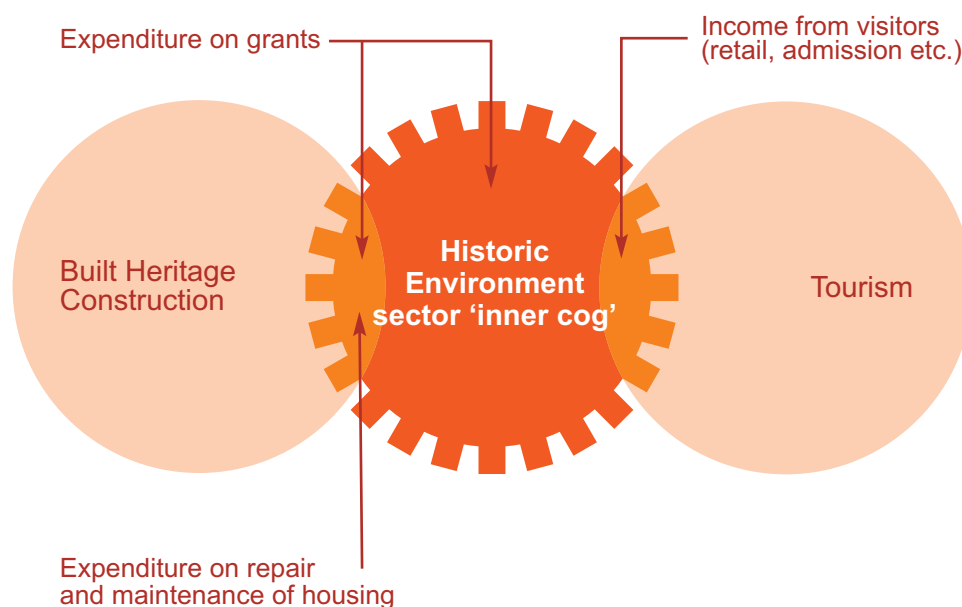 Expenditure on grants
Income from visitors
(retail, admission etc.)
Built Heritage
Construction
Historic
Environment
sector ‘inner cog’
Tourism
Expenditure on repair
and maintenance of housing